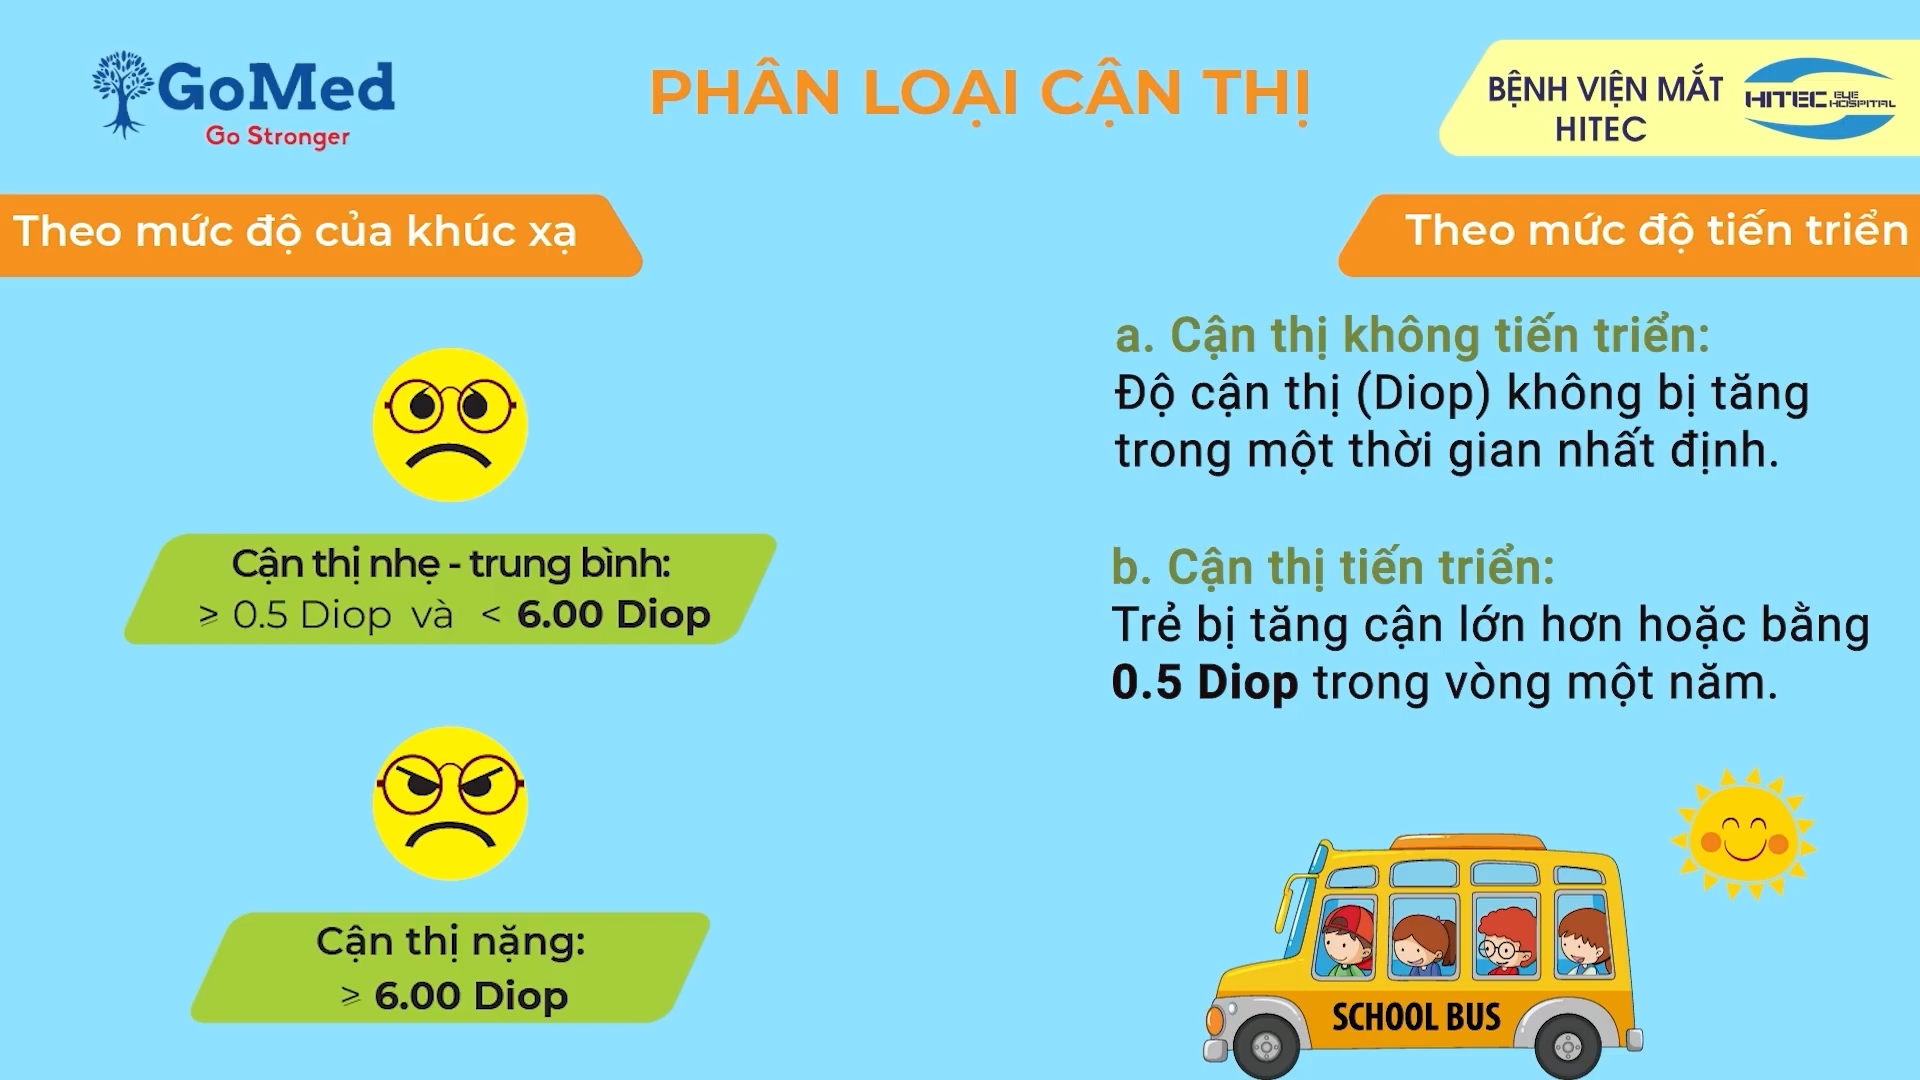 GoMed
Go Stronger
PHÂN LOẠI CẬN THỊ
BỆNH VIỆN MẮT
HITEC
HITEC EYE HOSPITAL
Theo mức độ của khúc xạ
Cận thị nhẹ - trung bình:
⩾ 0.5 Diop và < 6.00 Diop
Cận thị nặng:
⩾ 6.00 Diop
Theo mức độ tiến triển
a. Cận thị không tiến triển:
Độ cận thị (Diop) không bị tăng
trong một thời gian nhất định.
b. Cận thị tiến triển:
Trẻ bị tăng cận lớn hơn hoặc bằng
0.5 Diop trong vòng một năm.
SCHOOL BUS